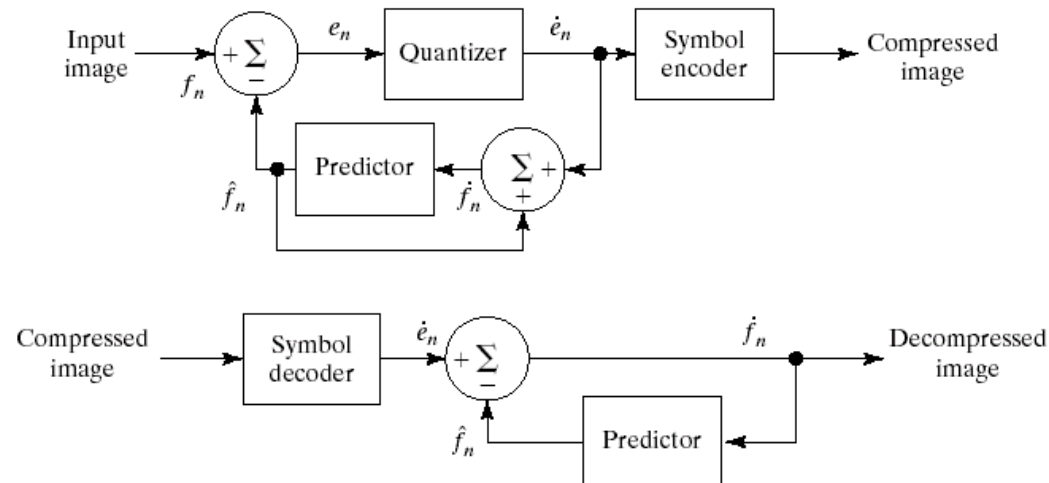 Input
image
f_n
+ Σ
−
e_n
Quantizer
ė_n
Symbol
encoder
Compressed
image
f̂_n
Predictor
ḟ_n
Σ +
+
Compressed
image
Symbol
decoder
ė_n
+ Σ
−
f̂_n
Predictor
ḟ_n
Decompressed
image